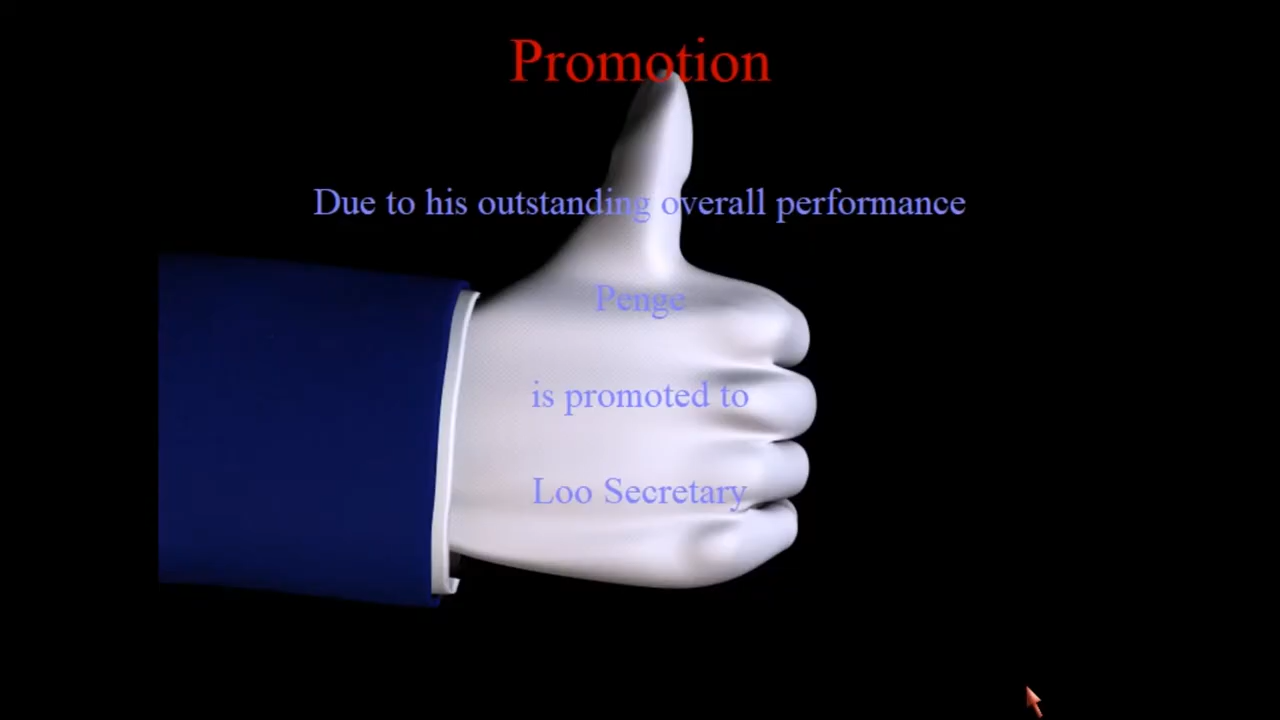 Promotion
Due to his outstanding overall performance
Penge
is promoted to
Loo Secretary